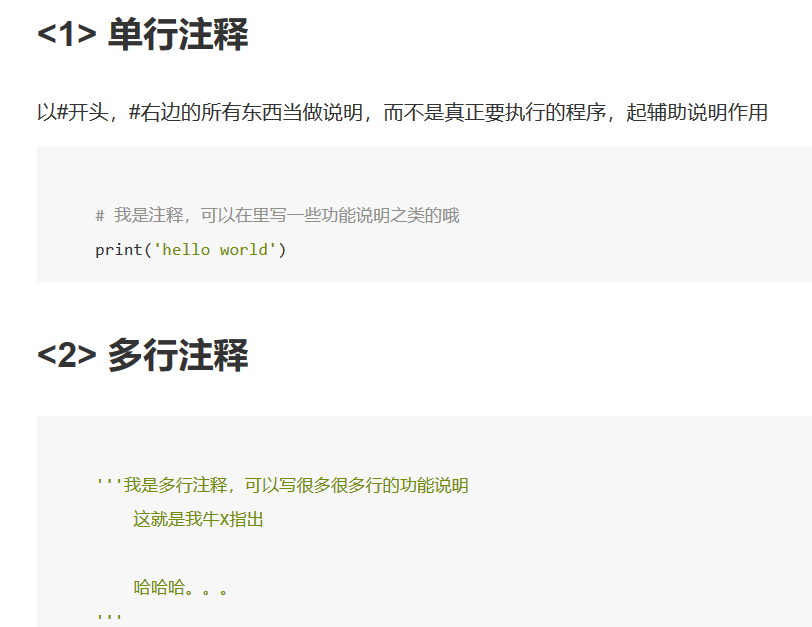 <1> 单行注释
以#开头，#右边的所有东西当做说明，而不是真正要执行的程序，起辅助说明作用
# 我是注释，可以在里写一些功能说明之类的哦
print('hello world')
<2> 多行注释
'''我是多行注释，可以写很多很多行的功能说明
这就是我牛X指出
哈哈哈。。。
'''